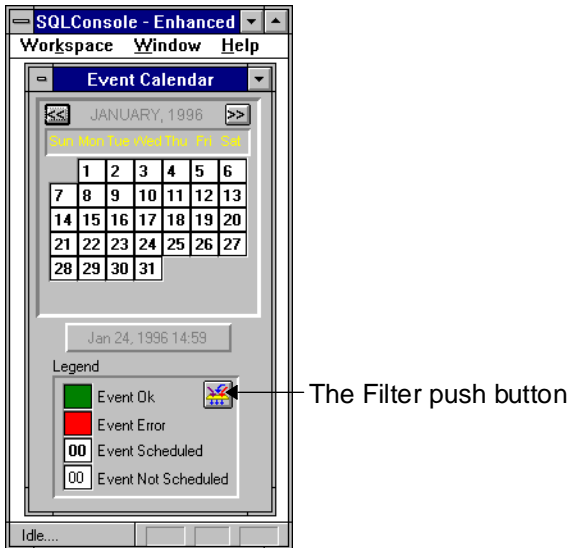 SQLConsole - Enhanced
Workspace Window Help
Event Calendar
<< JANUARY, 1996 >>
Sun Mon Tue Wed Thu Fri Sat
1 2 3 4 5 6
7 8 9 10 11 12 13
14 15 16 17 18 19 20
21 22 23 24 25 26 27
28 29 30 31
Jan 24, 1996 14:59
Legend
Event Ok
The Filter push button
Event Error
00 Event Scheduled
00 Event Not Scheduled
Idle....